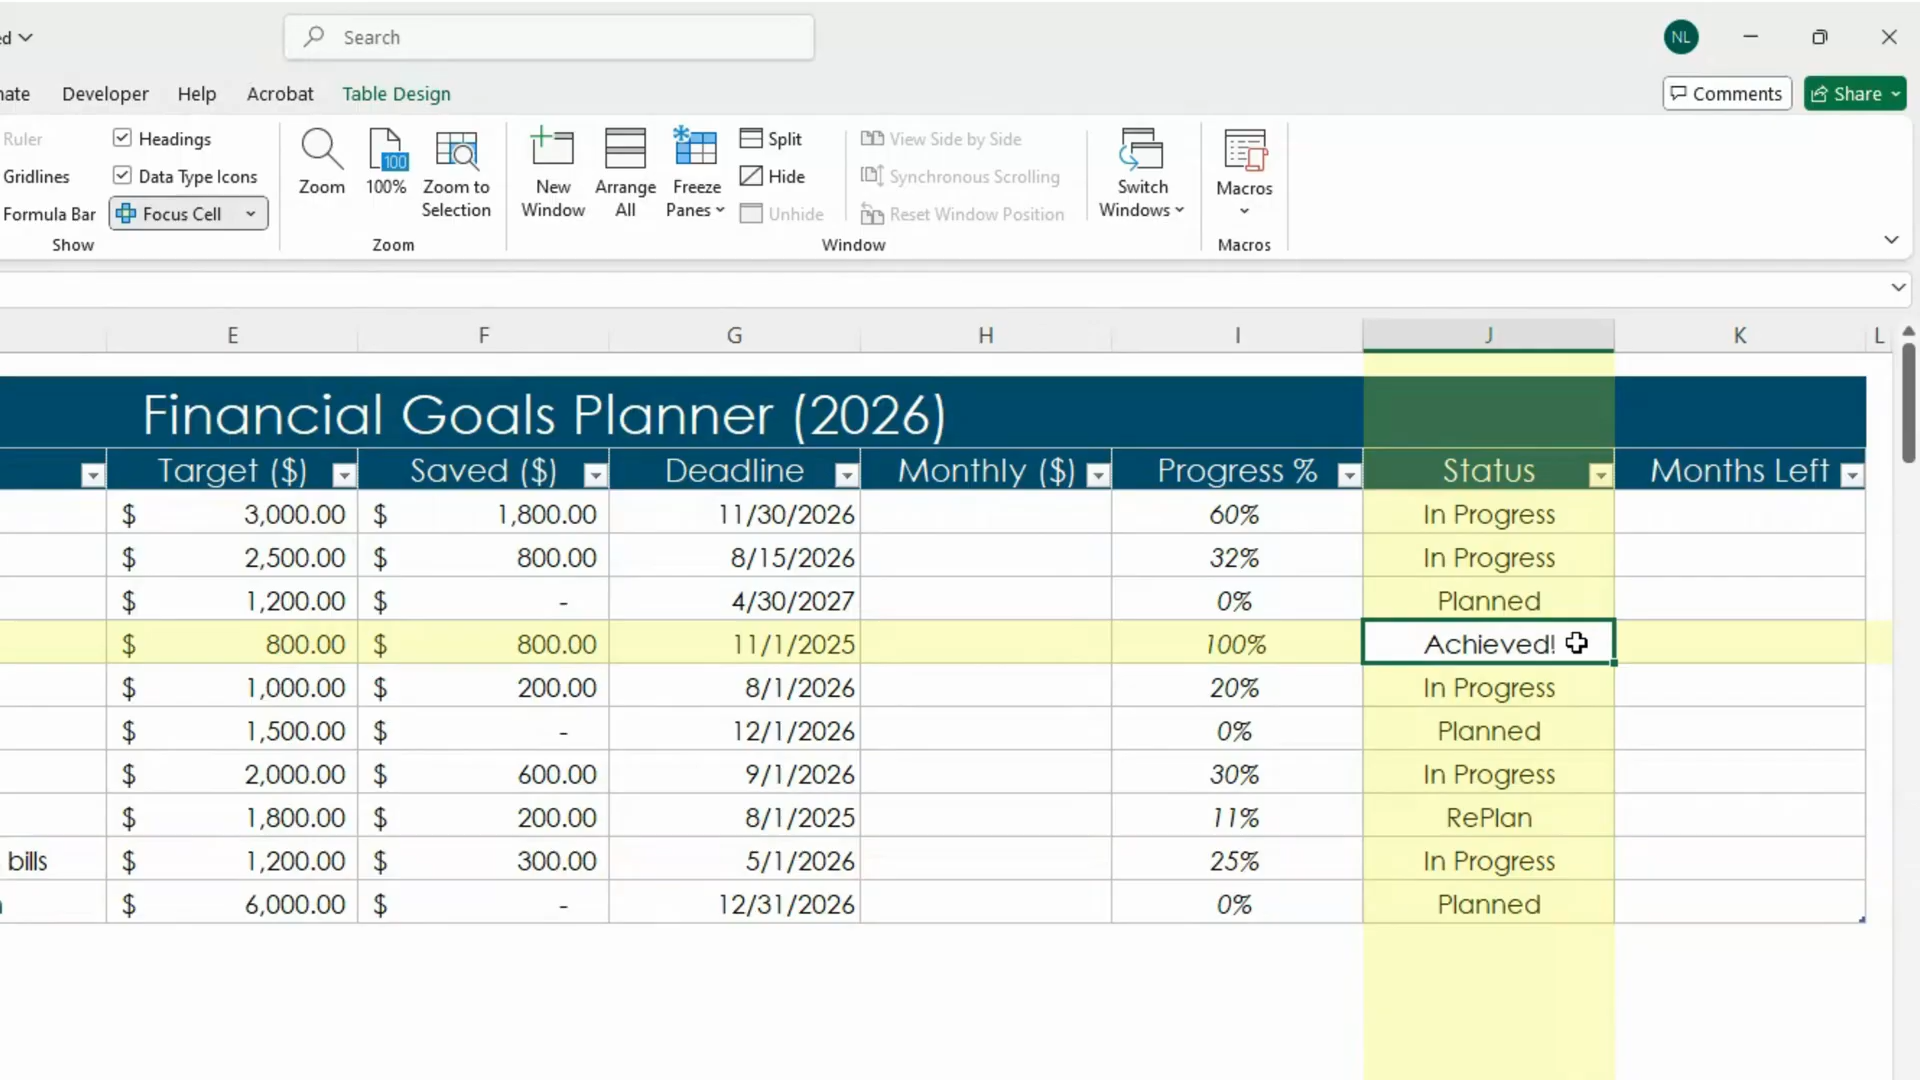 ed
Search
NL
nate Developer Help Acrobat Table Design
Comments Share
Ruler Headings
Gridlines Data Type Icons
Formula Bar Focus Cell
Show
Zoom 100 100% Zoom to Selection
Zoom
New Window Arrange All Freeze Panes Split
Hide
Unhide
View Side by Side
Synchronous Scrolling
Reset Window Position
Switch Windows
Window
Macros
Macros
E F G H I J K L
Financial Goals Planner (2026)
Target ($) Saved ($) Deadline Monthly ($) Progress % Status Months Left
$ 3,000.00 $ 1,800.00 11/30/2026 60% In Progress
$ 2,500.00 $ 800.00 8/15/2026 32% In Progress
$ 1,200.00 $ - 4/30/2027 0% Planned
$ 800.00 $ 800.00 11/1/2025 100% Achieved!
$ 1,000.00 $ 200.00 8/1/2026 20% In Progress
$ 1,500.00 $ - 12/1/2026 0% Planned
$ 2,000.00 $ 600.00 9/1/2026 30% In Progress
$ 1,800.00 $ 200.00 8/1/2025 11% RePlan
bills $ 1,200.00 $ 300.00 5/1/2026 25% In Progress
$ 6,000.00 $ - 12/31/2026 0% Planned